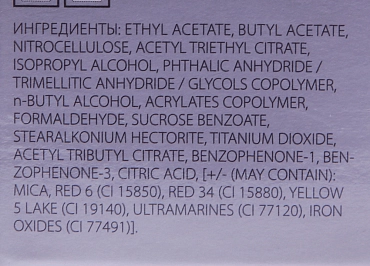 ИНГРЕДИЕНТЫ: ETHYL ACETATE, BUTYL ACETATE,
NITROCELLULOSE, ACETYL TRIETHYL CITRATE,
ISOPROPYL ALCOHOL, PHTHALIC ANHYDRIDE /
TRIMELLITIC ANHYDRIDE / GLYCOLS COPOLYMER,
n-BUTYL ALCOHOL, ACRYLATES COPOLYMER,
FORMALDEHYDE, SUCROSE BENZOATE,
STEARALKONIUM HECTORITE, TITANIUM DIOXIDE,
ACETYL TRIBUTYL CITRATE, BENZOPHENONE-1, BEN-
ZOPHENONE-3, CITRIC ACID, [+/- (MAY CONTAIN):
MICA, RED 6 (CI 15850), RED 34 (CI 15880), YELLOW
5 LAKE (CI 19140), ULTRAMARINES (CI 77120), IRON
OXIDES (CI 77491)].